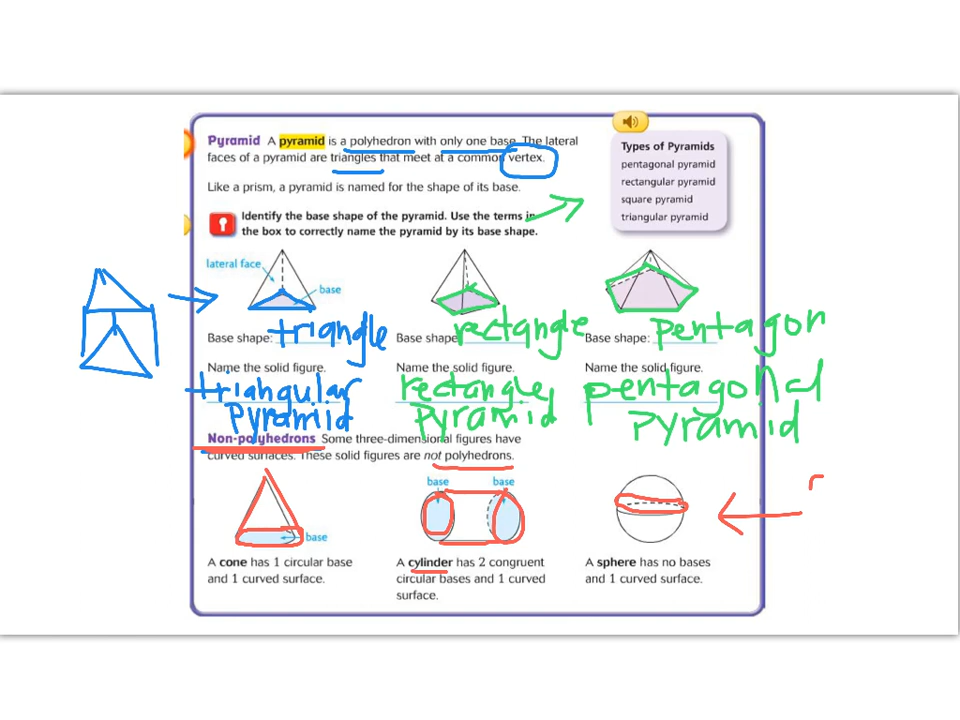 Pyramid A pyramid is a polyhedron with only one base. The lateral
faces of a pyramid are triangles that meet at a common vertex.
Like a prism, a pyramid is named for the shape of its base.
Identify the base shape of the pyramid. Use the terms in
the box to correctly name the pyramid by its base shape.
Types of Pyramids
pentagonal pyramid
rectangular pyramid
square pyramid
triangular pyramid
lateral face
base
Base shape: triangle
Name the solid figure.
triangular
pyramid
Base shape: rectangle
Name the solid figure.
rectangle
pyramid
Base shape: pentagon
Name the solid figure.
pentagonal
pyramid
Non-polyhedrons Some three-dimensional figures have
curved surfaces. These solid figures are not polyhedrons.
base
A cone has 1 circular base
and 1 curved surface.
base base
A cylinder has 2 congruent
circular bases and 1 curved
surface.
A sphere has no bases
and 1 curved surface.